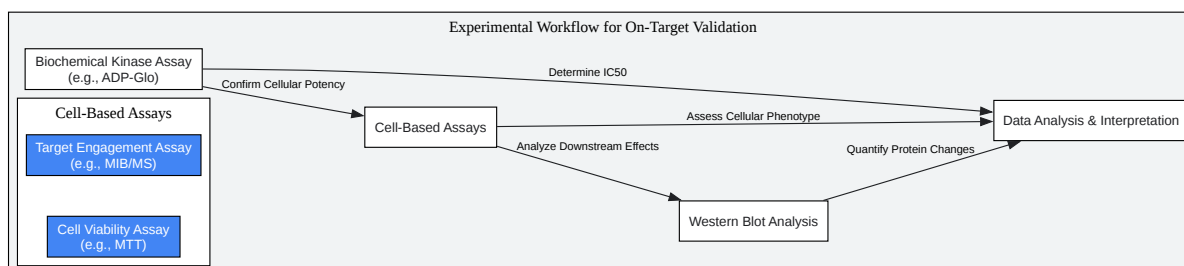 Experimental Workflow for On-Target Validation
Biochemical Kinase Assay
(e.g., ADP-Glo)
Determine IC50
Confirm Cellular Potency
Cell-Based Assays
Target Engagement Assay
(e.g., MIB/MS)
Cell Viability Assay
(e.g., MTT)
Cell-Based Assays
Assess Cellular Phenotype
Analyze Downstream Effects
Quantify Protein Changes
Western Blot Analysis
Data Analysis & Interpretation